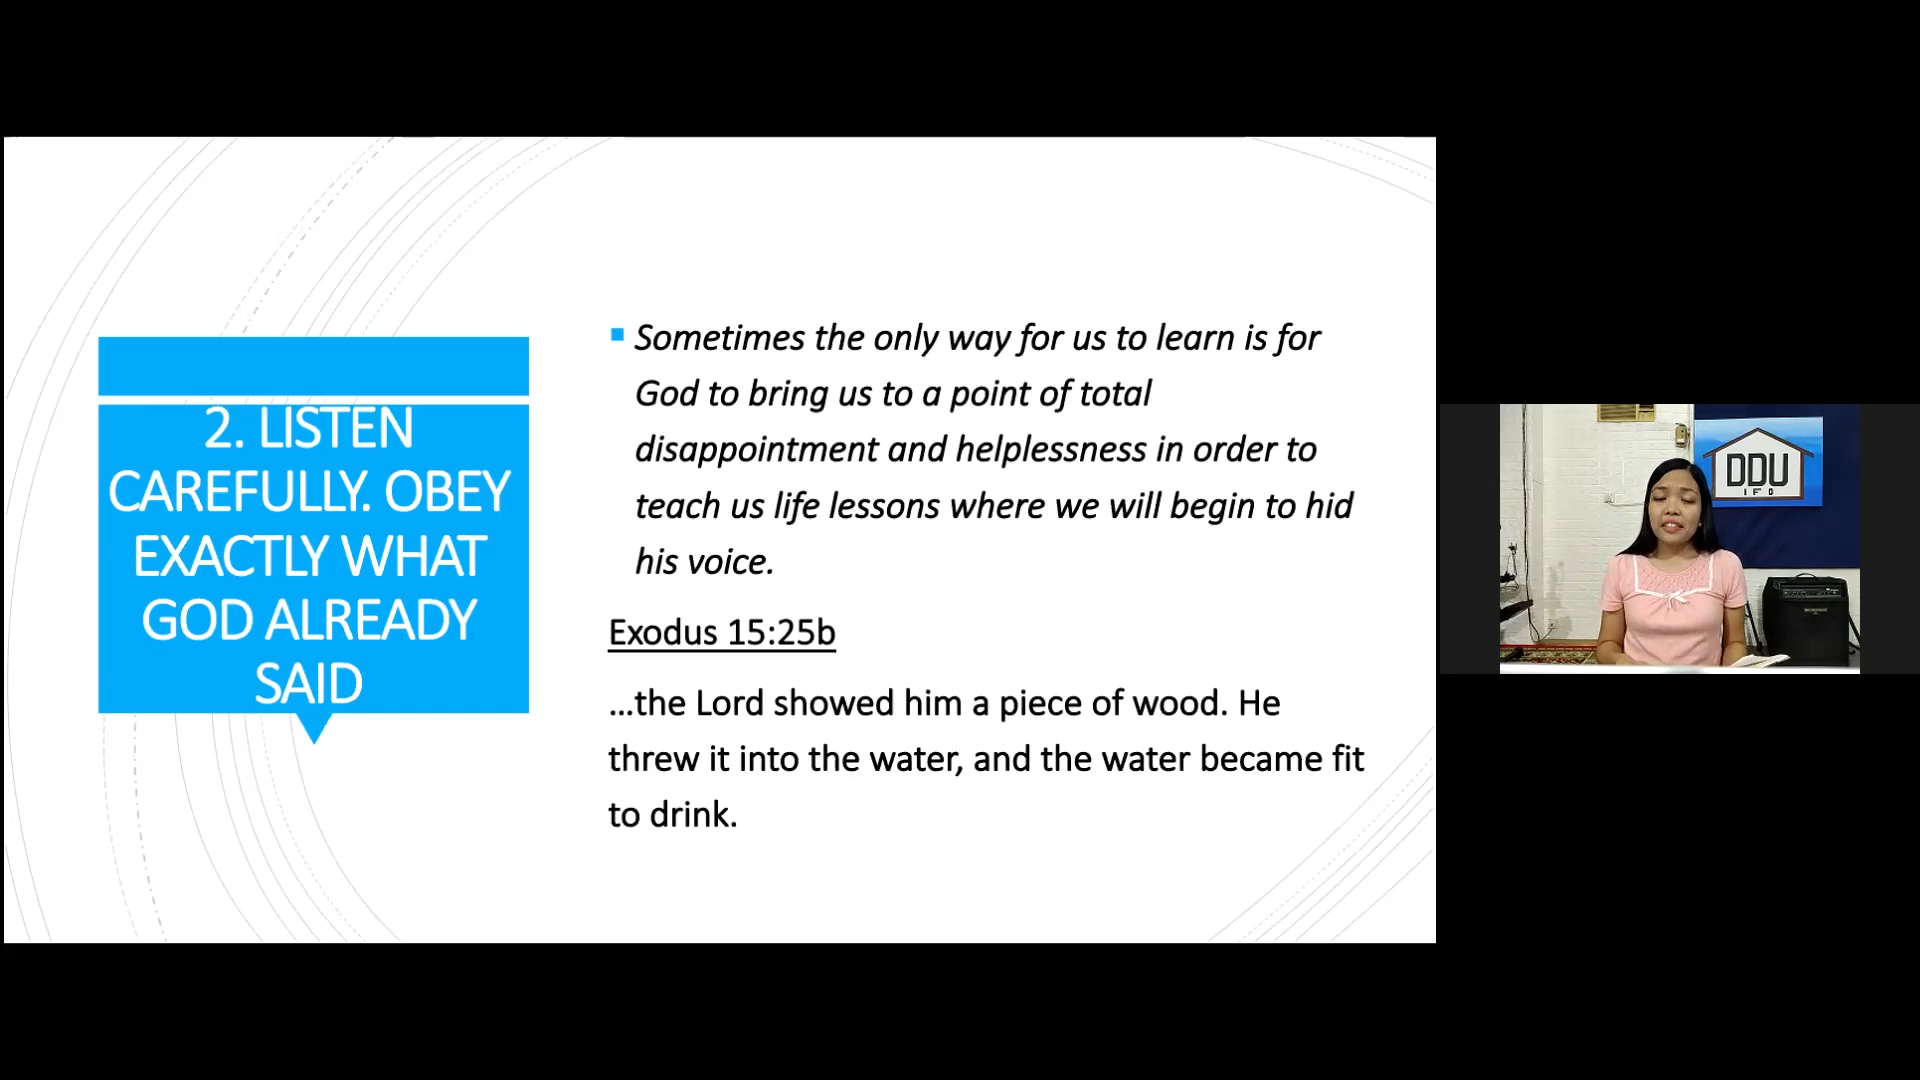 2. LISTEN
CAREFULLY. OBEY
EXACTLY WHAT
GOD ALREADY
SAID
Sometimes the only way for us to learn is for
God to bring us to a point of total
disappointment and helplessness in order to
teach us life lessons where we will begin to hid
his voice.
Exodus 15:25b
...the Lord showed him a piece of wood. He
threw it into the water, and the water became fit
to drink.
DDU
IFO